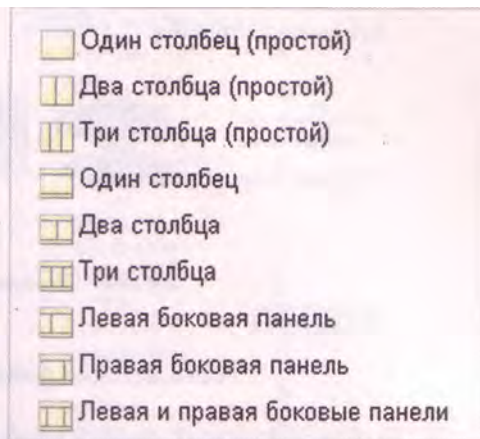 Один столбец (простой)
Два столбца (простой)
Три столбца (простой)
Один столбец
Два столбца
Три столбца
Левая боковая панель
Правая боковая панель
Левая и правая боковые панели